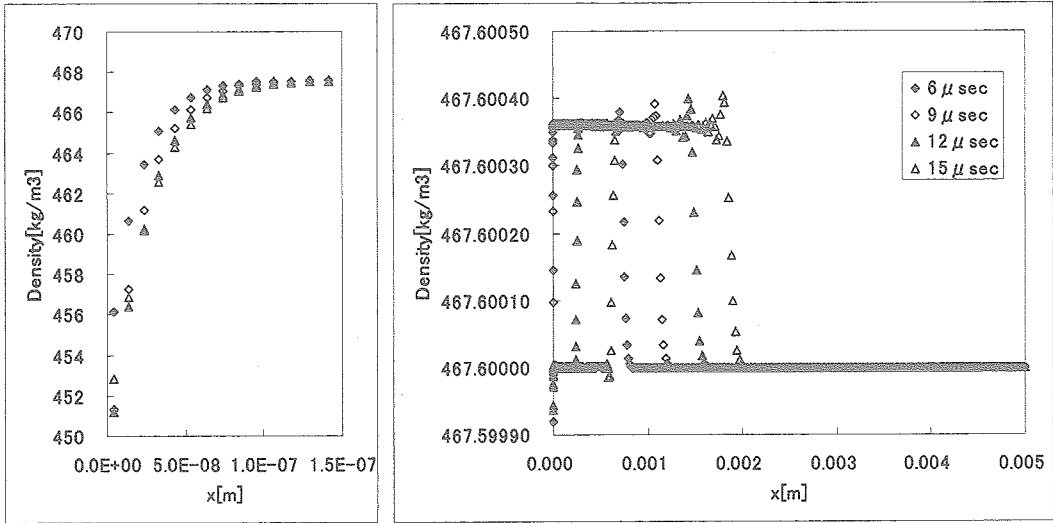 470
468
466
464
462
460
458
456
454
452
450
Density[kg/m3]
0.0E+00 5.0E-08 1.0E-07 1.5E-07
x[m]
467.60050
467.60040
467.60030
467.60020
467.60010
467.60000
467.59990
Density[kg/m3]
0.000 0.001 0.002 0.003 0.004 0.005
x[m]
6 μ sec
9 μ sec
12 μ sec
15 μ sec